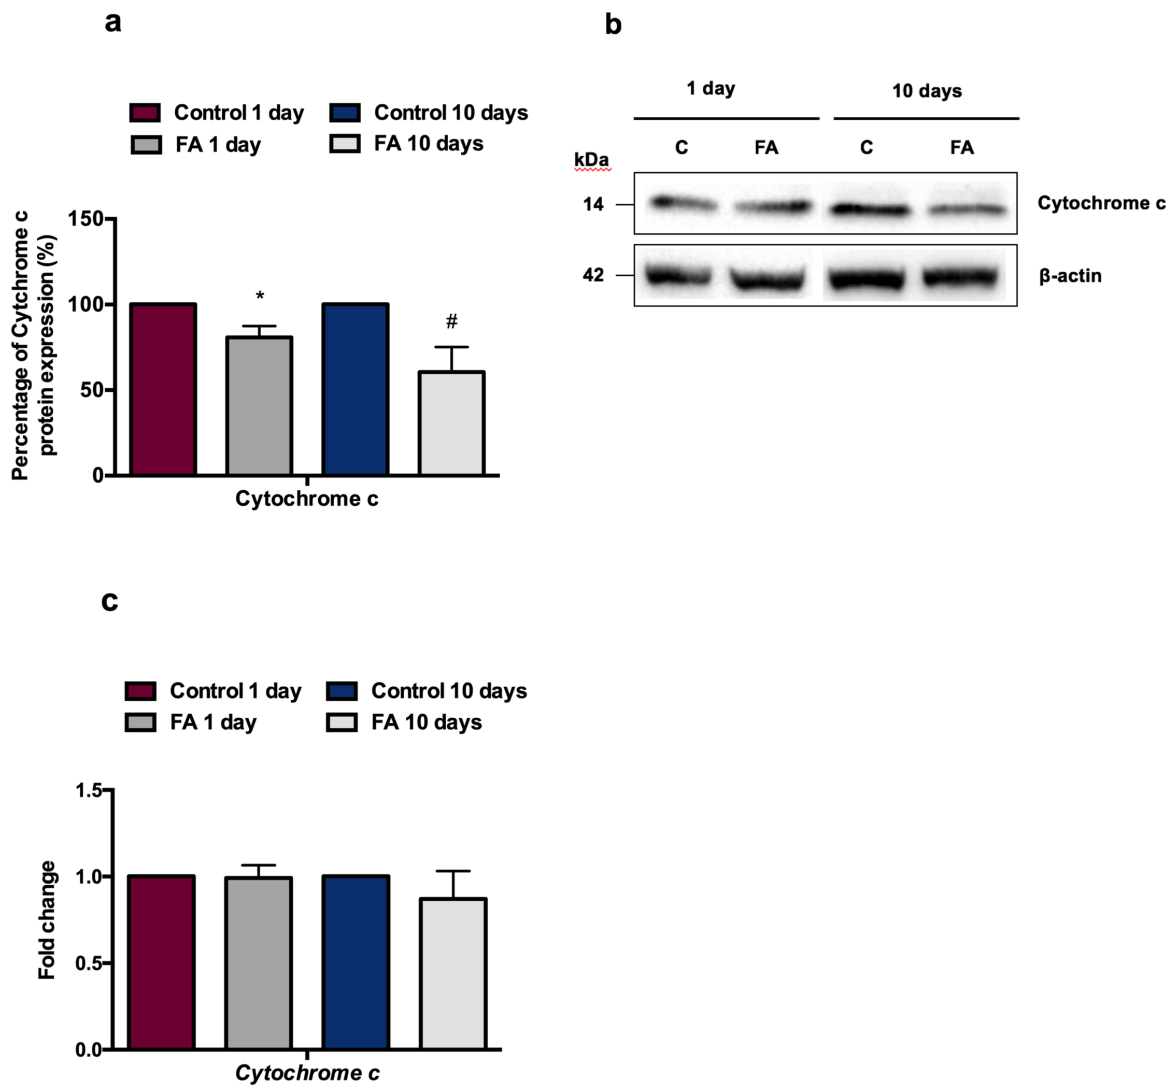 a
Control 1 day
Control 10 days
FA 1 day
FA 10 days
Percentage of Cytchrome c
protein expression (%)
150
100
50
0
*
#
Cytochrome c
b
1 day
10 days
kDa
C
FA
C
FA
14
Cytochrome c
42
β-actin
c
Control 1 day
Control 10 days
FA 1 day
FA 10 days
Fold change
1.5
1.0
0.5
0.0
Cytochrome c